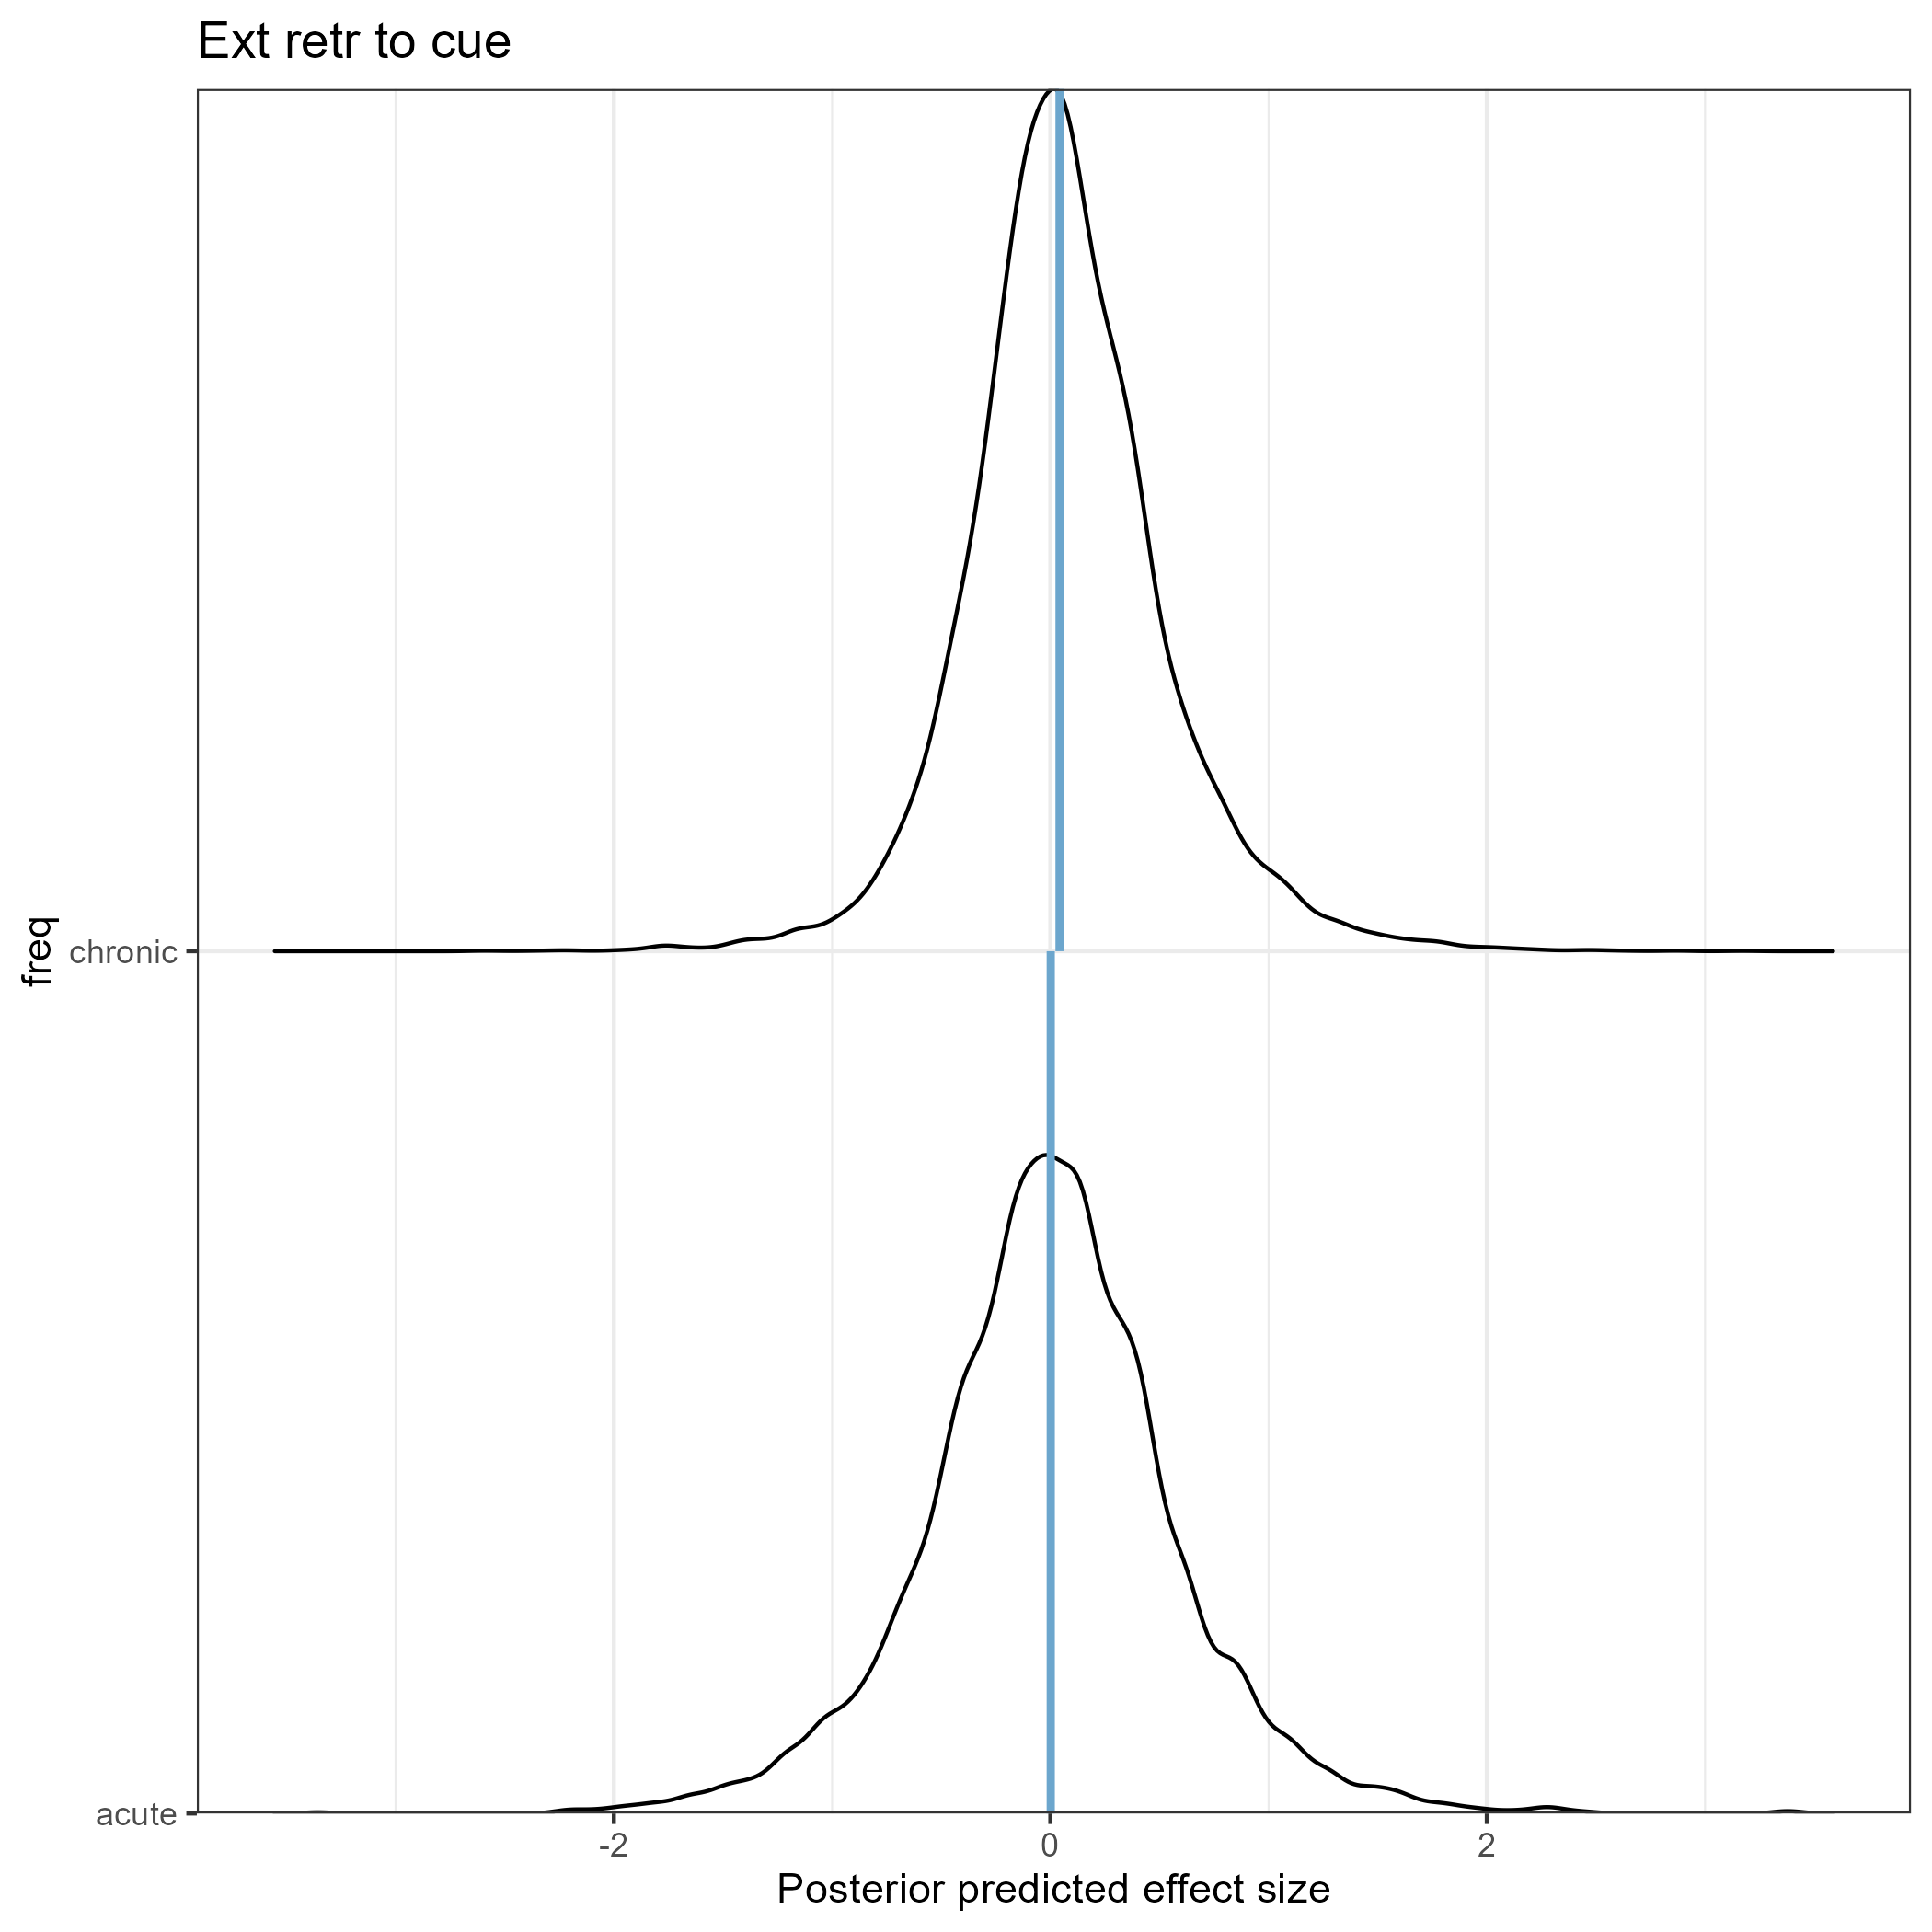 Ext retr to cue
freq
chronic
acute
-2
0
2
Posterior predicted effect size